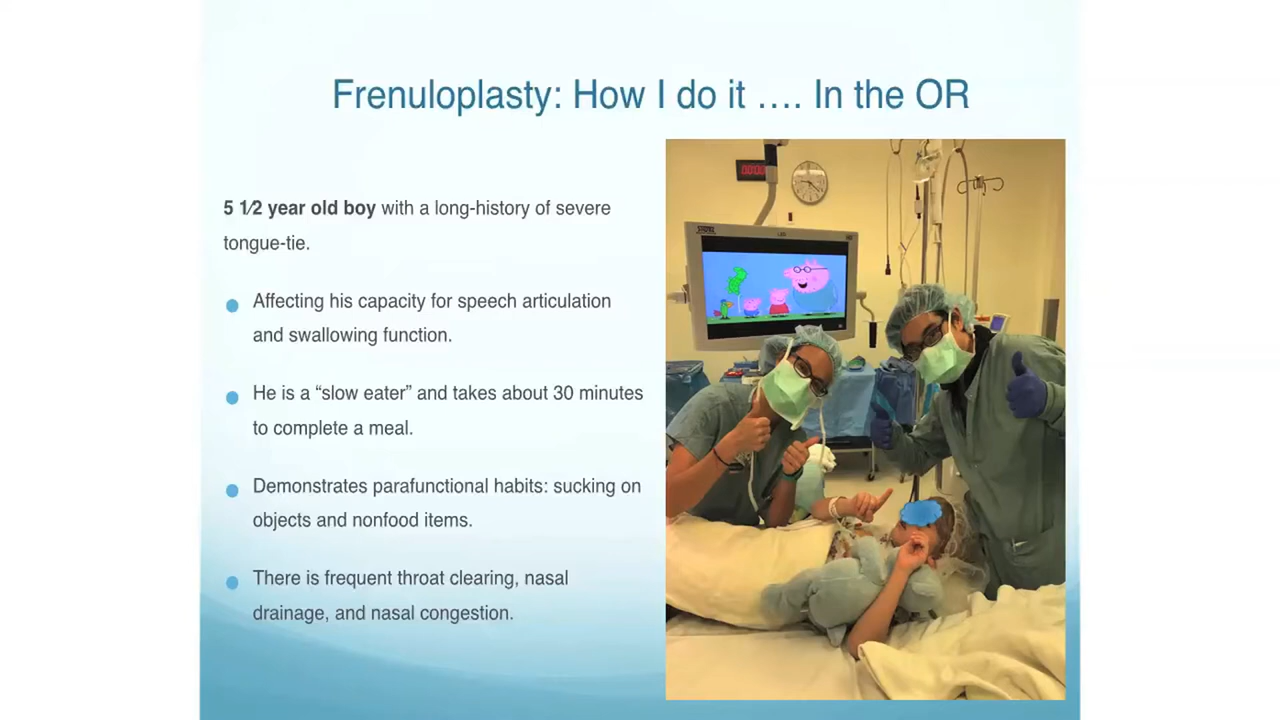 Frenuloplasty: How I do it …. In the OR
5 1⁄2 year old boy with a long-history of severe
tongue-tie.
Affecting his capacity for speech articulation
and swallowing function.
He is a “slow eater” and takes about 30 minutes
to complete a meal.
Demonstrates parafunctional habits: sucking on
objects and nonfood items.
There is frequent throat clearing, nasal
drainage, and nasal congestion.